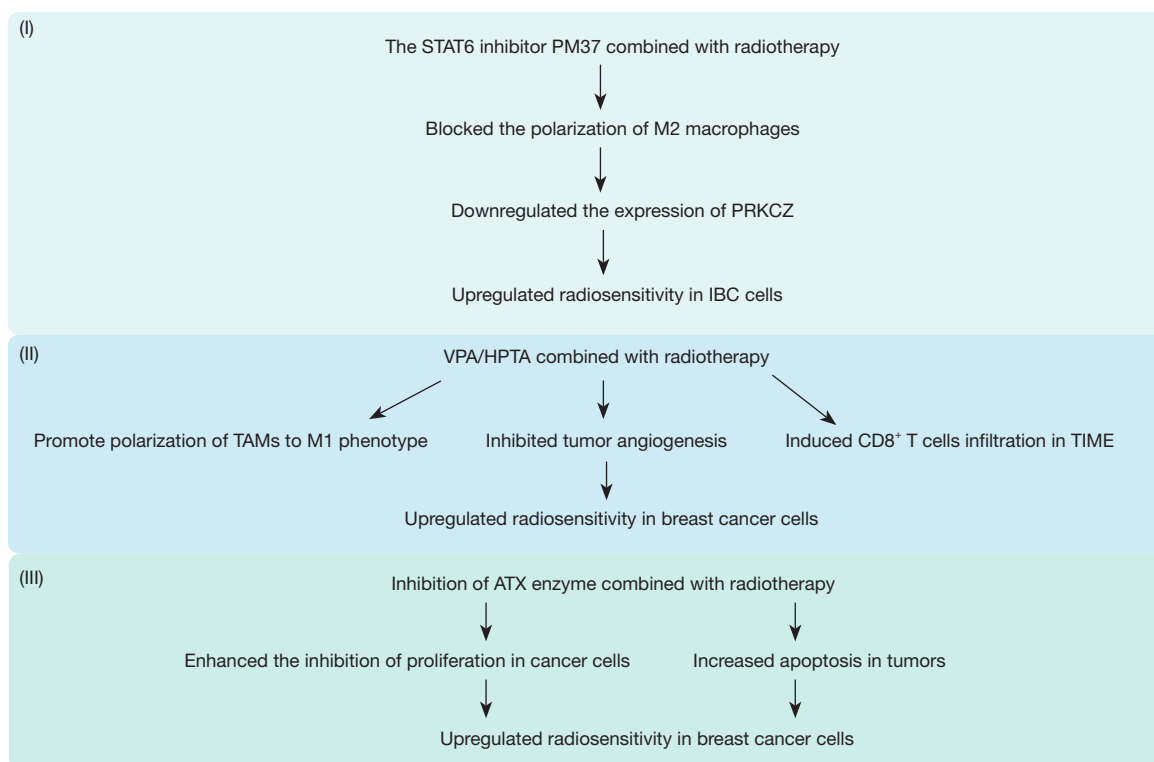 (I)
The STAT6 inhibitor PM37 combined with radiotherapy
Blocked the polarization of M2 macrophages
Downregulated the expression of PRKCZ
Upregulated radiosensitivity in IBC cells
(II)
VPA/HPTA combined with radiotherapy
Promote polarization of TAMs to M1 phenotype
Inhibited tumor angiogenesis
Induced CD8⁺ T cells infiltration in TIME
Upregulated radiosensitivity in breast cancer cells
(III)
Inhibition of ATX enzyme combined with radiotherapy
Enhanced the inhibition of proliferation in cancer cells
Increased apoptosis in tumors
Upregulated radiosensitivity in breast cancer cells